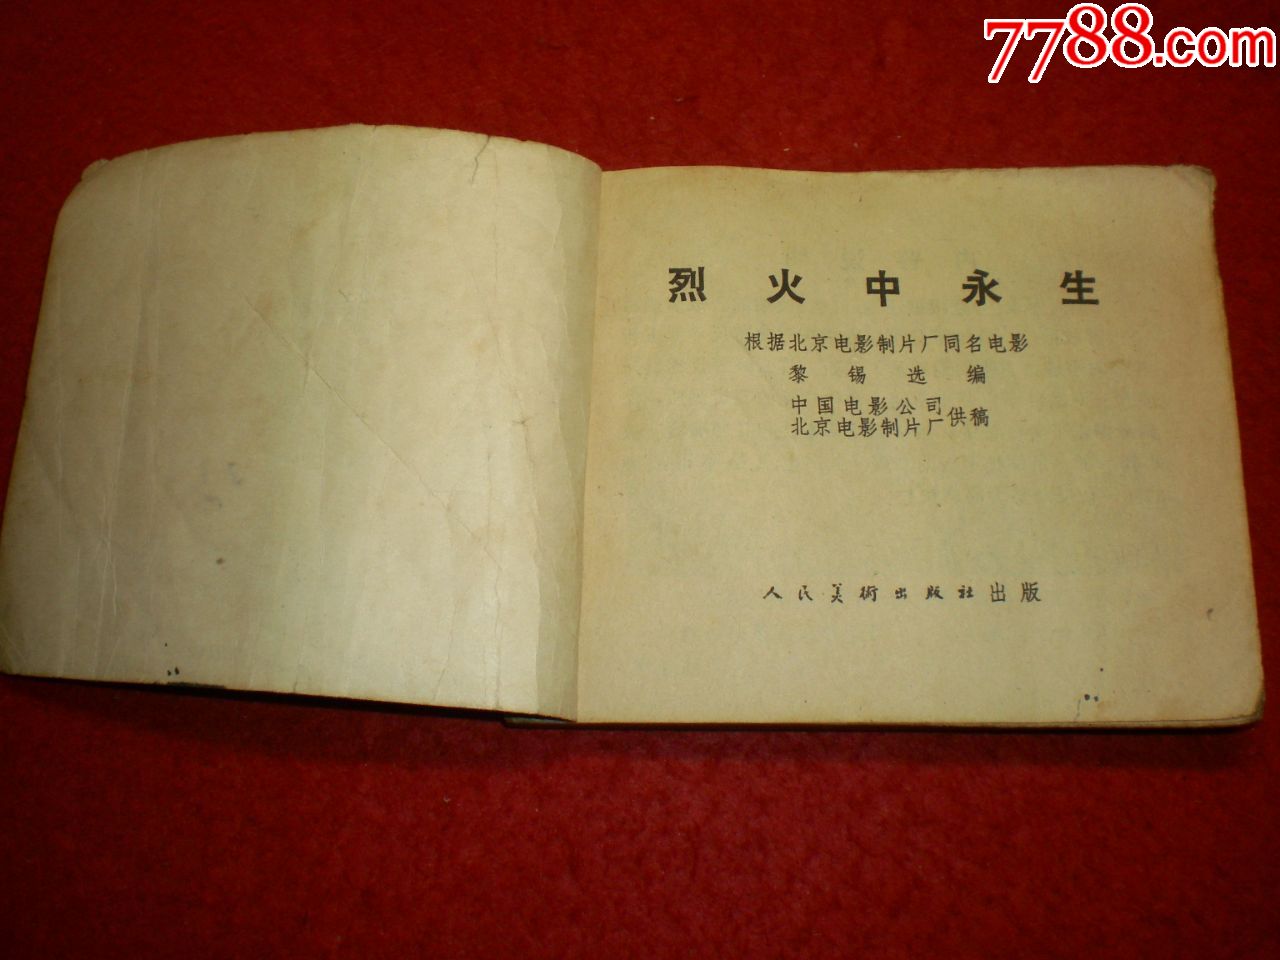 7788.com
烈火中永生
根据北京电影制片厂同名电影
黎锡选编
中国电影公司
北京电影制片厂供稿
人民美術出版社出版